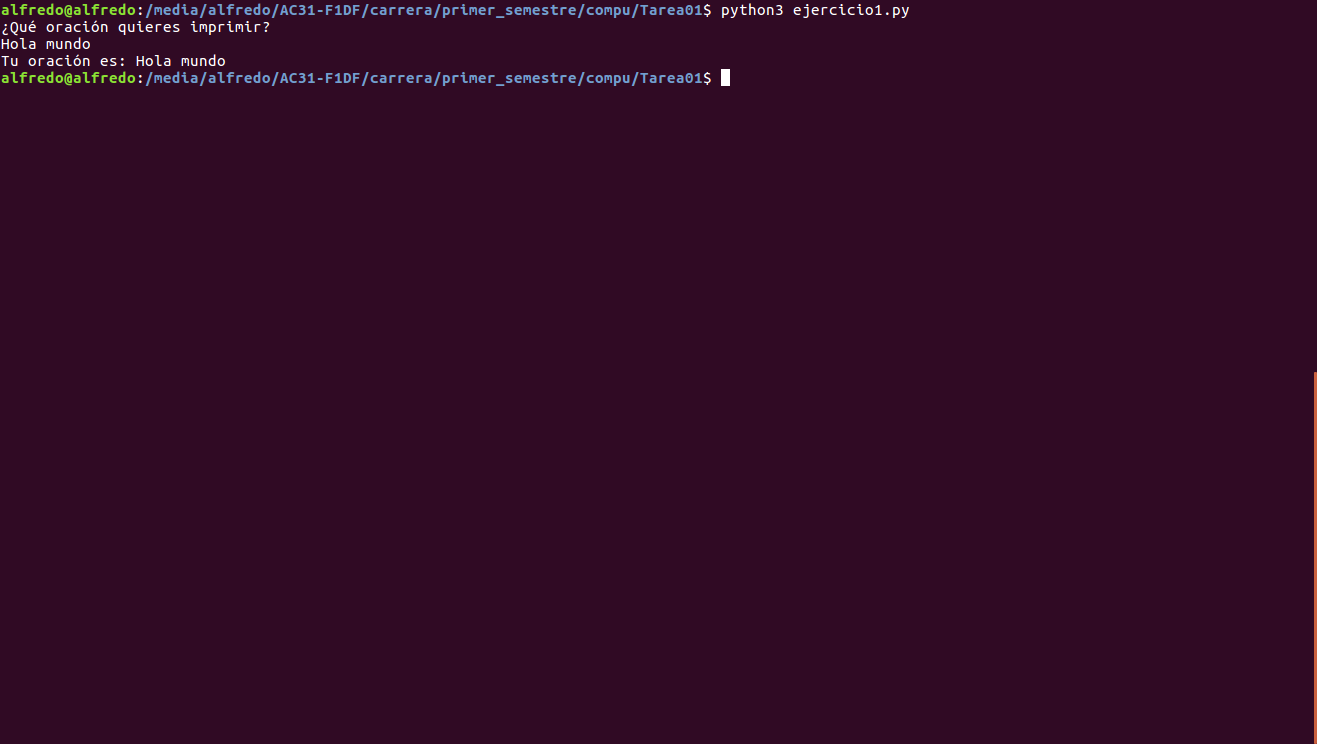 alfredo@alfredo:/media/alfredo/AC31-F1DF/carrera/primer_semestre/compu/Tarea01$ python3 ejercicio1.py
¿Qué oración quieres imprimir?
Hola mundo
Tu oración es: Hola mundo
alfredo@alfredo:/media/alfredo/AC31-F1DF/carrera/primer_semestre/compu/Tarea01$